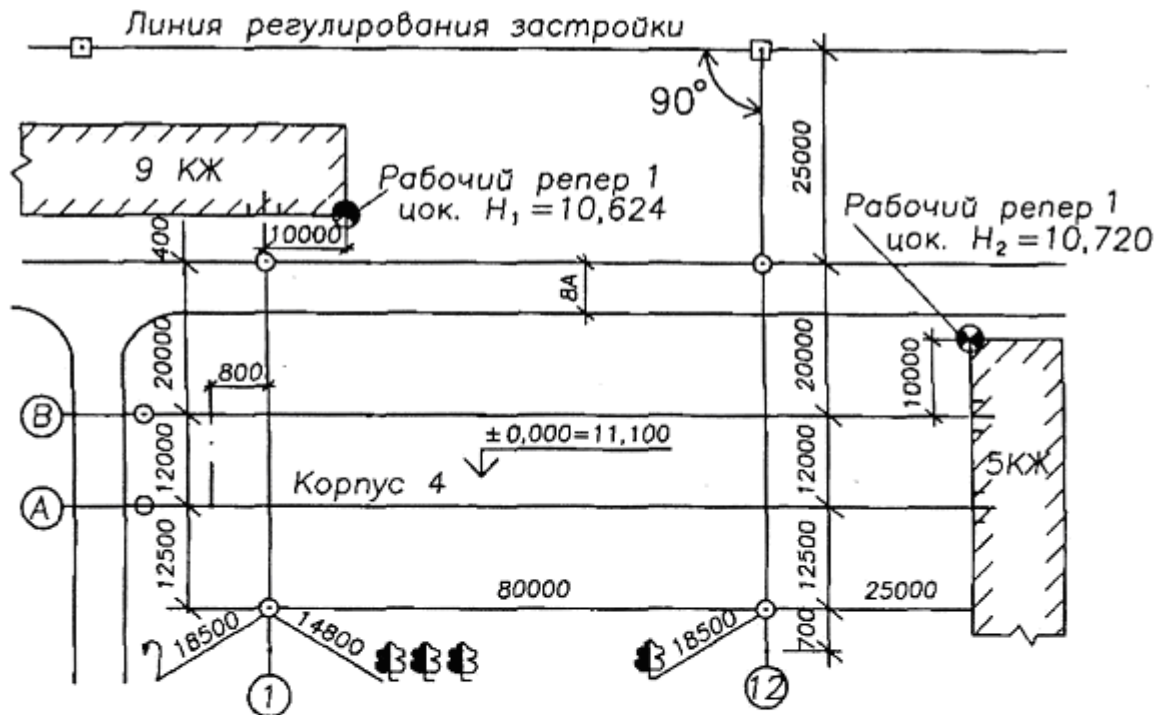 Линия регулирования застройки
90°
25000
9 КЖ
Рабочий репер 1
цок. H₁ = 10,624
Рабочий репер 1
цок. H₂ = 10,720
400
10000
8А
20000
800
20000
10000
В
±0,000=11,100
12000
12000
5КЖ
А
Корпус 4
12500
12500
80000
25000
18500
14800
18500
700
1
12